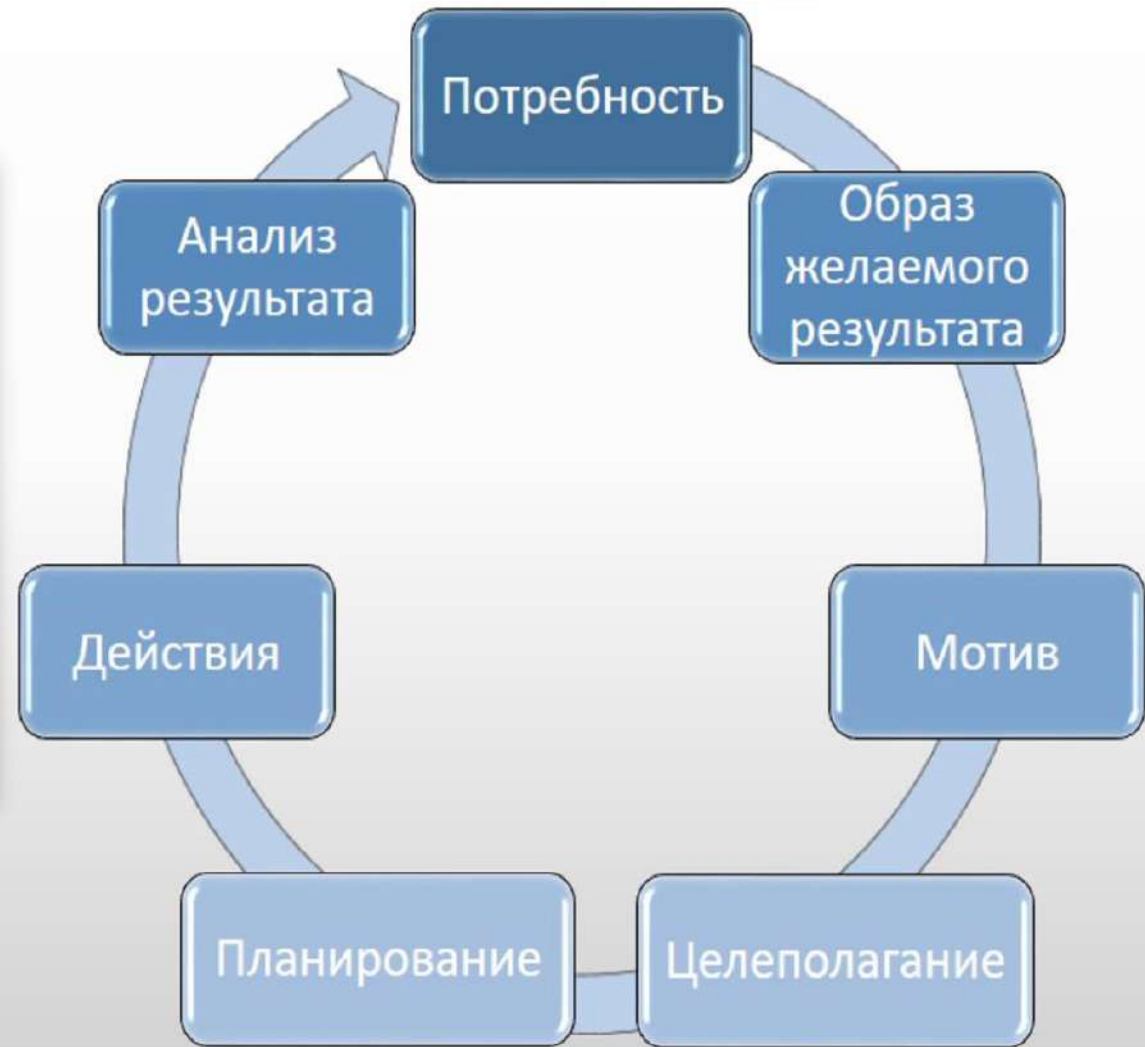 Потребность
Образ
желаемого
результата
Мотив
Целеполагание
Планирование
Действия
Анализ
результата